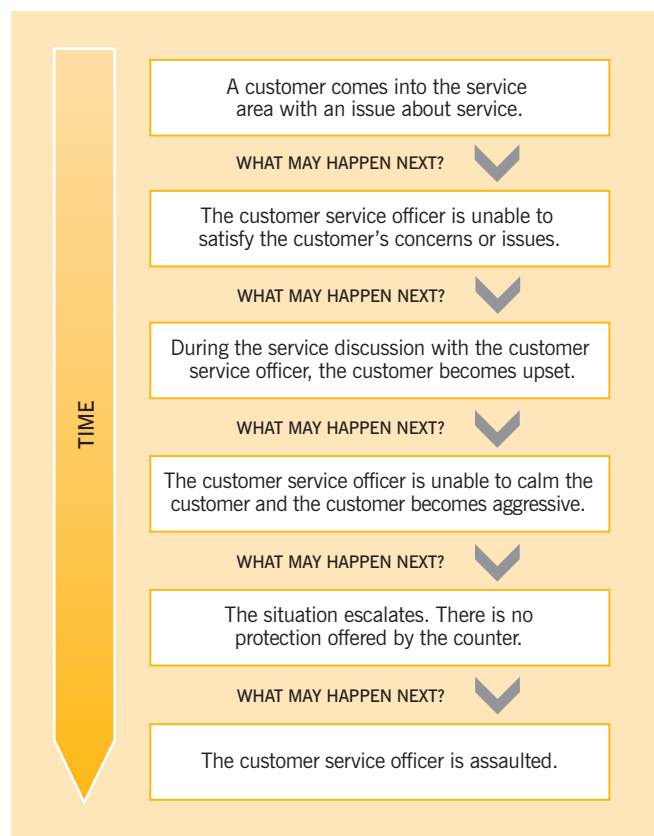 A customer comes into the service
area with an issue about service.
WHAT MAY HAPPEN NEXT?
The customer service officer is unable to
satisfy the customer's concerns or issues.
WHAT MAY HAPPEN NEXT?
During the service discussion with the customer
service officer, the customer becomes upset.
WHAT MAY HAPPEN NEXT?
TIME
The customer service officer is unable to calm the
customer and the customer becomes aggressive.
WHAT MAY HAPPEN NEXT?
The situation escalates. There is no
protection offered by the counter.
WHAT MAY HAPPEN NEXT?
The customer service officer is assaulted.